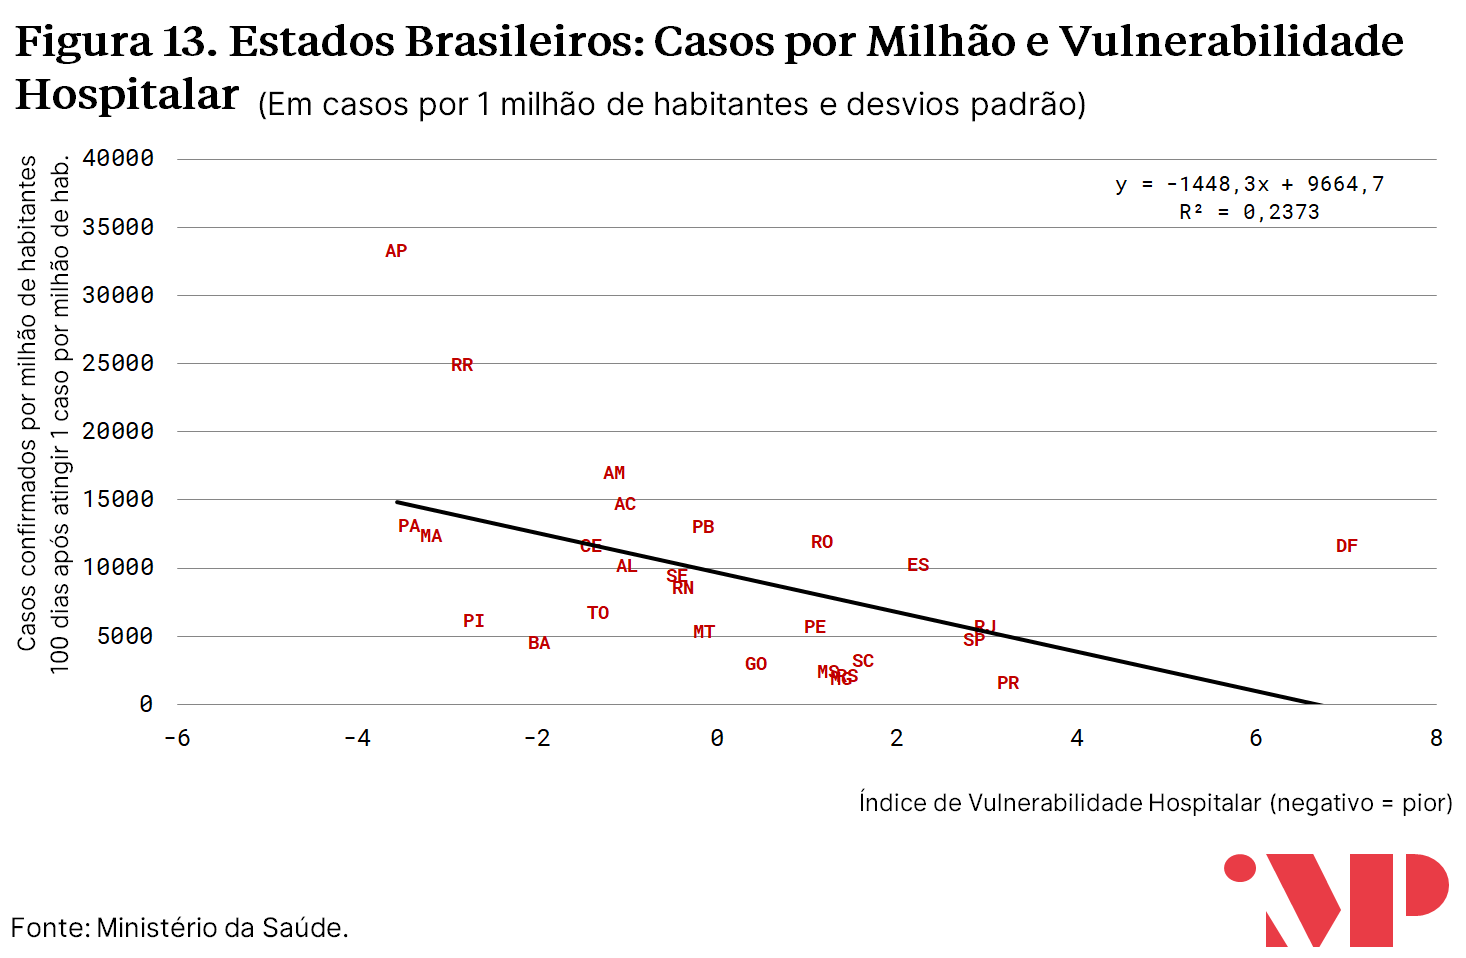 Figura 13. Estados Brasileiros: Casos por Milhão e Vulnerabilidade
Hospitalar (Em casos por 1 milhão de habitantes e desvios padrão)
Casos confirmados por milhão de habitantes
100 dias após atingir 1 caso por milhão de hab.
40000
35000
30000
25000
20000
15000
10000
5000
0
y = -1448,3x + 9664,7
R² = 0,2373
AP
RR
AM
AC
PA
MA
PB
CE
RO
DF
AL
ES
SE
RN
TO
PI
MT
PE
RJ
BA
SP
GO
SC
MS
RS
MG
PR
-6
-4
-2
0
2
4
6
8
Índice de Vulnerabilidade Hospitalar (negativo = pior)
iMP
Fonte: Ministério da Saúde.